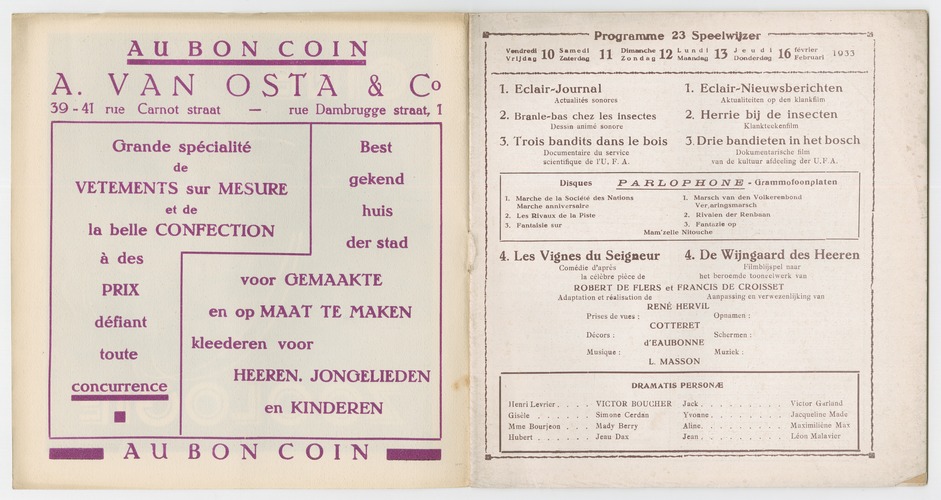 AU BON COIN
A. VAN OSTA & Co
39-41 rue Carnot straat — rue Dambrugge straat, 1
Grande spécialité
de
VETEMENTS sur MESURE
et de
la belle CONFECTION
à des
PRIX
défiant
toute
concurrence
Best
gekend
huis
der stad
voor GEMAAKTE
en op MAAT TE MAKEN
kleederen voor
HEEREN. JONGELIEDEN
en KINDEREN
AU BON COIN
Programme 23 Speelwijzer
Vendredi Vrijdag 10 Samedi Zaterdag 11 Dimanche Zondag 12 Lundi Maandag 13 Jeudi Donderdag 16 février Februari 1933
1. Eclair-Journal
Actualités sonores
2. Branle-bas chez les insectes
Dessin animé sonore
3. Trois bandits dans le bois
Documentaire du service
scientifique de l'U. F. A.
1. Eclair-Nieuwsberichten
Aktualiteiten op den klankfilm
2. Herrie bij de insecten
Klankteekenfilm
3. Drie bandieten in het bosch
Dokumentarische film
van de kultuur afdeeling der U.F.A.
Disques PARLOPHONE - Grammofoonplaten
1. Marche de la Société des Nations
Marche anniversaire
2. Les Rivaux de la Piste
3. Fantaisie sur
1. Marsch van den Volkerenbond
Verjaringsmarsch
2. Rivalen der Renbaan
3. Fantazie op
Mam'zelle Nitouche
4. Les Vignes du Seigneur
Comédie d'après
la célèbre pièce de
4. De Wijngaard des Heeren
Filmblijspel naar
het beroemde tooneelwerk van
ROBERT DE FLERS et FRANCIS DE CROISSET
Adaptation et réalisation de Aanpassing en verwezenlijking van
RENÉ HERVIL
Prises de vues : Opnamen :
COTTERET
Décors : Schermen :
d'EAUBONNE
Musique : Muziek :
L. MASSON
DRAMATIS PERSONÆ
Henri Levrier . . . . . VICTOR BOUCHER Jack . . . . . . . . . Victor Garland
Gisèle . . . . . . . Simone Cerdan Yvonne . . . . . . . . . Jacqueline Made
Mme Bourjeon . . . . Mady Berry Aline . . . . . . . . . Maximiliène Max
Hubert . . . . . . . Jean Dax Jean . . . . . . . . . Léon Malavier